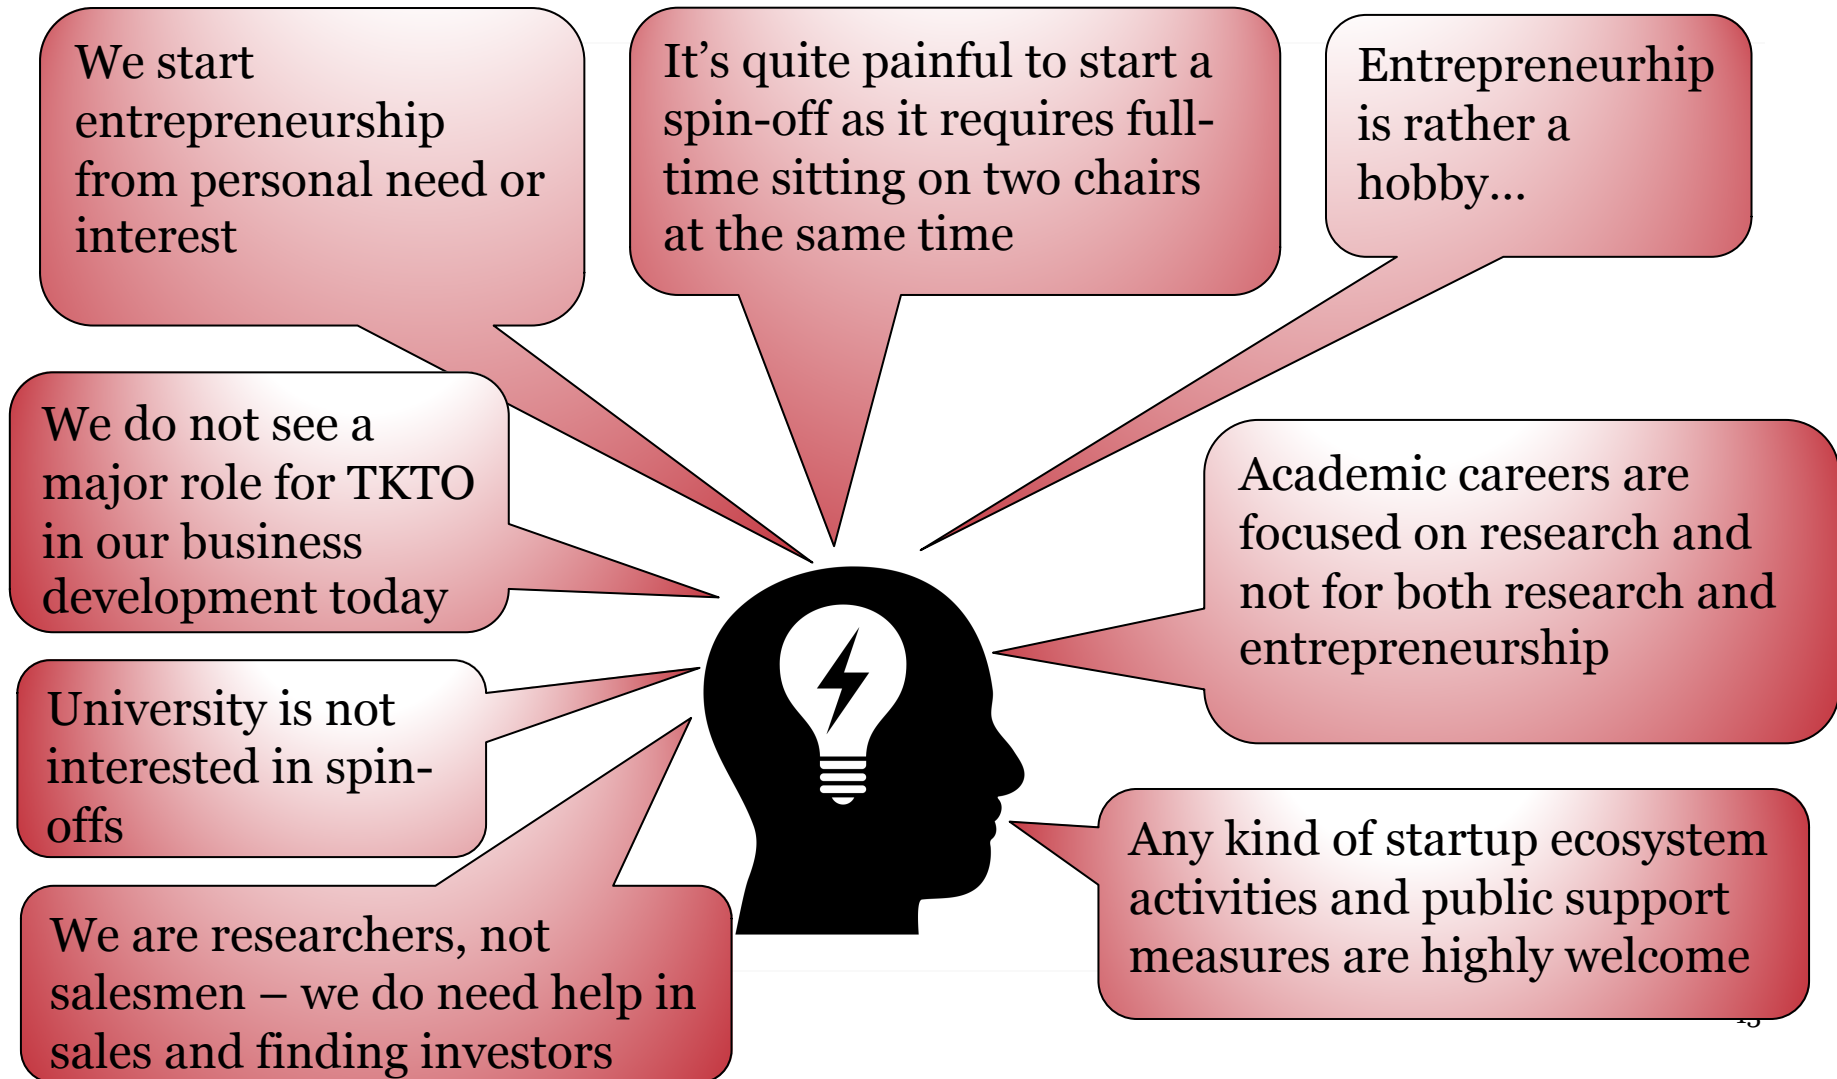 We start
entrepreneurship
from personal need or
interest
It’s quite painful to start a
spin-off as it requires full-
time sitting on two chairs
at the same time
Entrepreneurhip
is rather a
hobby…
We do not see a
major role for TKTO
in our business
development today
Academic careers are
focused on research and
not for both research and
entrepreneurship
University is not
interested in spin-
offs
Any kind of startup ecosystem
activities and public support
measures are highly welcome
We are researchers, not
salesmen – we do need help in
sales and finding investors